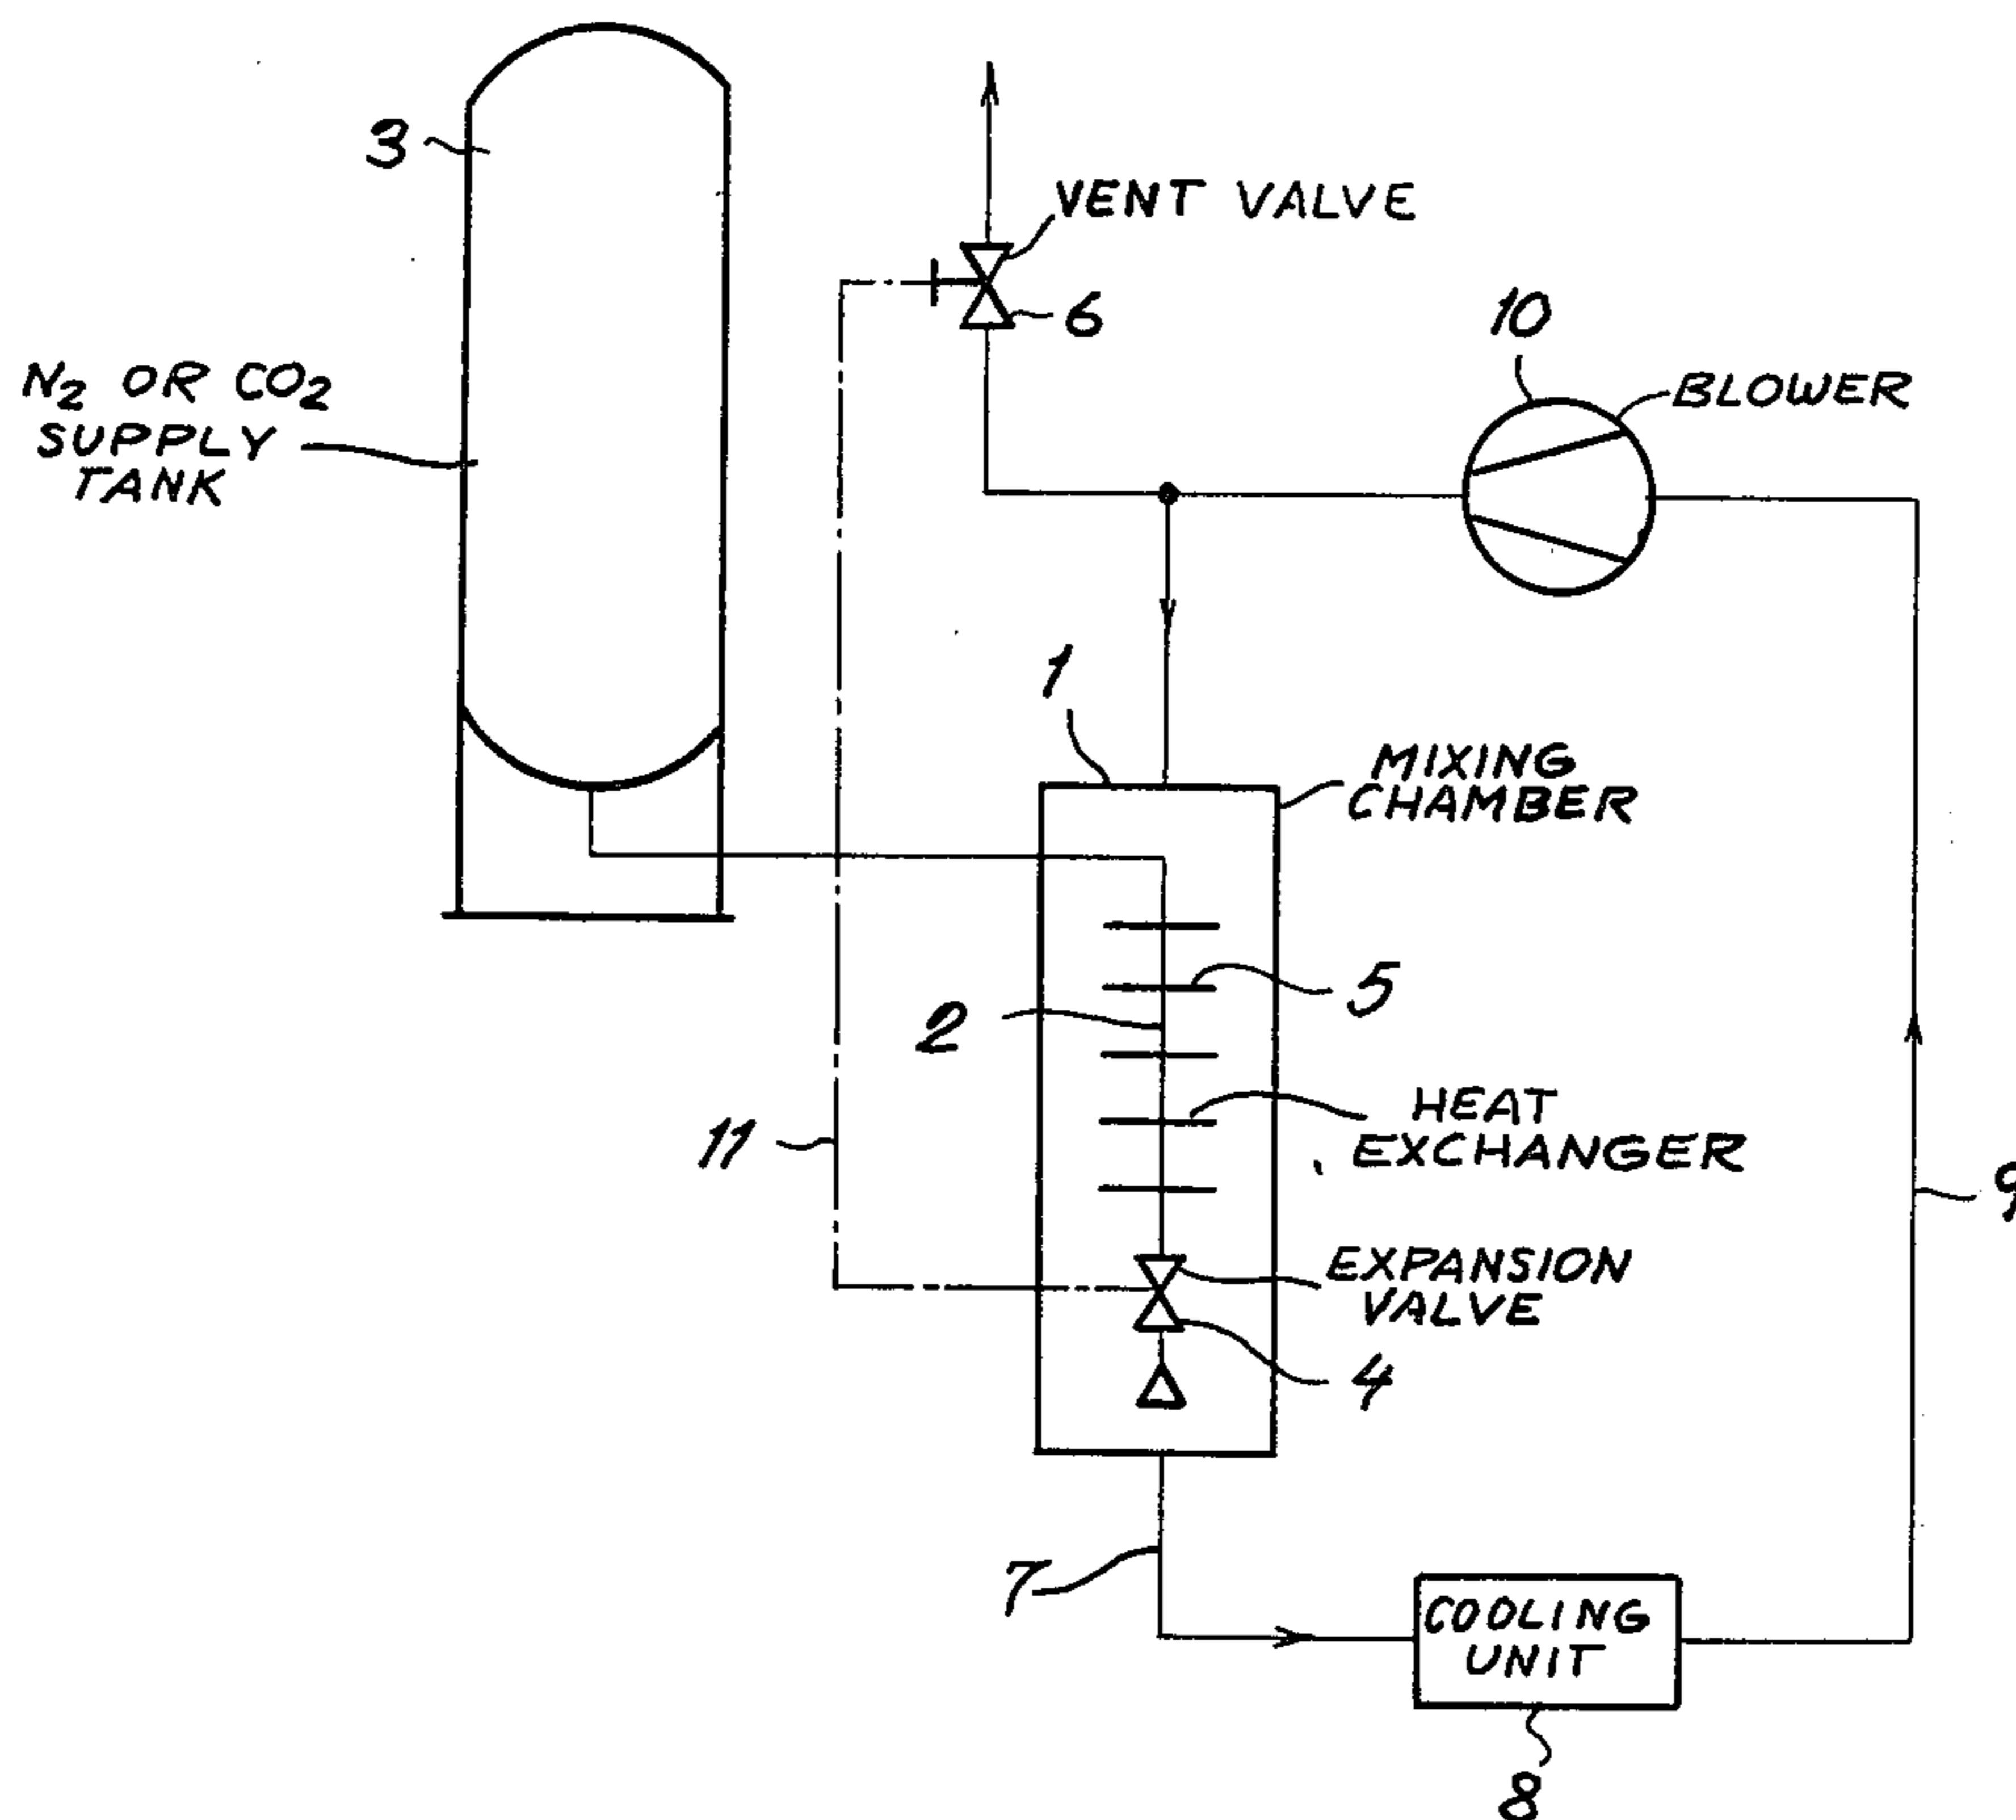 3
VENT VALVE
6
N₂ OR CO₂
SUPPLY
TANK
10
BLOWER
1
MIXING
CHAMBER
5
2
HEAT
EXCHANGER
11
9
EXPANSION
VALVE
4
7
COOLING
UNIT
8